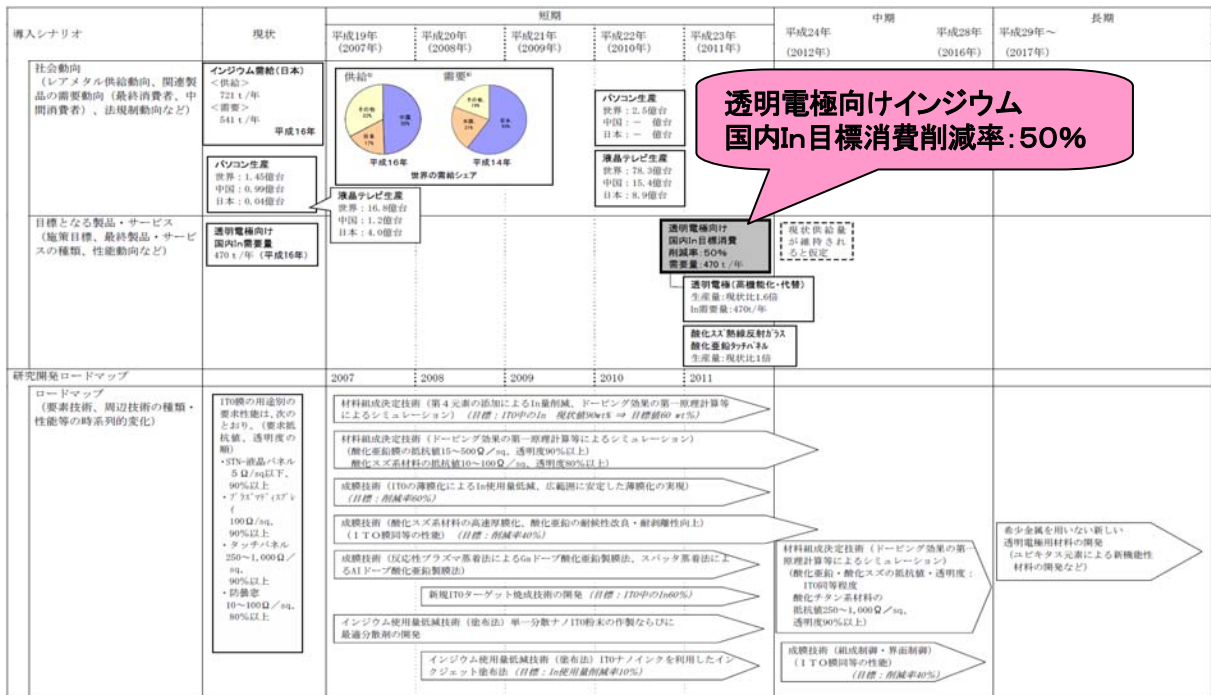 導入シナリオ
現状
短期
中期
長期
平成19年
(2007年)
平成20年
(2008年)
平成21年
(2009年)
平成22年
(2010年)
平成23年
(2011年)
平成24年
(2012年)
平成28年
(2016年)
平成29年～
(2017年)
社会動向
(レアメタル供給動向、関連製
品の需要動向(最終消費者、中
間消費者)、法規制動向など)
インジウム需給(日本)
<供給>
721 t/年
<需要>
541 t/年
平成16年
パソコン生産
世界：1.45億台
中国：0.99億台
日本：0.04億台
供給
需要
その他
中国
日本
17%
その他
米国
日本
平成16年
平成14年
世界の需給シェア
液晶テレビ生産
世界：16.8億台
中国：1.2億台
日本：4.0億台
パソコン生産
世界：2.5億台
中国：－ 億台
日本：－ 億台
液晶テレビ生産
世界：78.3億台
中国：15.4億台
日本：8.9億台
透明電極向けインジウム
国内In目標消費削減率：50%
目標となる製品・サービス
(施策目標、最終製品・サービ
スの種類、性能動向など)
透明電極向け
国内In需要量
470 t/年 (平成16年)
透明電極向け
国内In目標消費
削減率：50%
需要量：470 t/年
現状供給量
が維持され
ると仮定
透明電極(高機能化・代替)
生産量：現状比1.6倍
In需要量：470t/年
酸化スズ熱線反射ガラス
酸化亜鉛タッチパネル
生産量：現状比1倍
研究開発ロードマップ
2007
2008
2009
2010
2011
ロードマップ
(要素技術、周辺技術の種類・
性能等の時系列的変化)
ITO膜の用途別の
要求性能は、次の
とおり。(要求抵
抗値、透明度の
順)
・STN-液晶パネル
5Ω/sq以下、
90%以上
・プラズマディスプレ
イ
100Ω/sq、
90%以上
・タッチパネル
250～1,000Ω/
sq、
90%以上
・防曇窓
10～100Ω/sq、
80%以上
材料組成決定技術(第4元素の添加によるIn量削減、ドーピング効果の第一原理計算等
によるシミュレーション) (目標：ITO中のIn 現状値90wt% ⇒ 目標値60 wt%)
材料組成決定技術(ドーピング効果の第一原理計算等によるシミュレーション)
(酸化亜鉛膜の抵抗値15～500Ω/sq、透明度90%以上)
酸化スズ系材料の抵抗値10～100Ω/sq、透明度80%以上)
成膜技術(ITOの薄膜化によるIn使用量低減、広範囲に安定した薄膜化の実現)
(目標：削減率60%)
成膜技術(酸化スズ系材料の高速厚膜化、酸化亜鉛の耐候性改良・耐剥離性向上)
(ITO膜同等の性能) (目標：削減率40%)
成膜技術(反応性プラズマ蒸着法によるGaドープ酸化亜鉛製膜法、スパッタ蒸着法によ
るAlドープ酸化亜鉛製膜法)
新規ITOターゲット焼成技術の開発 (目標：ITO中のIn60%)
インジウム使用量低減技術(塗布法)単一分散ナノITO粉末の作製ならびに
最適分散剤の開発
インジウム使用量低減技術(塗布法)ITOナノインクを利用したイン
クジェット塗布法(目標：In使用量削減率10%)
材料組成決定技術(ドーピング効果の第一
原理計算等によるシミュレーション)
(酸化亜鉛・酸化スズの抵抗値・透明度：
ITO同等程度
酸化チタン系材料の
抵抗値250～1,000Ω/sq、
透明度90%以上)
成膜技術(組成制御・界面制御)
(ITO膜同等の性能)
(目標：削減率40%)
希少金属を用いない新しい
透明電極用材料の開発
(ユビキタス元素による新機能性
材料の開発など)